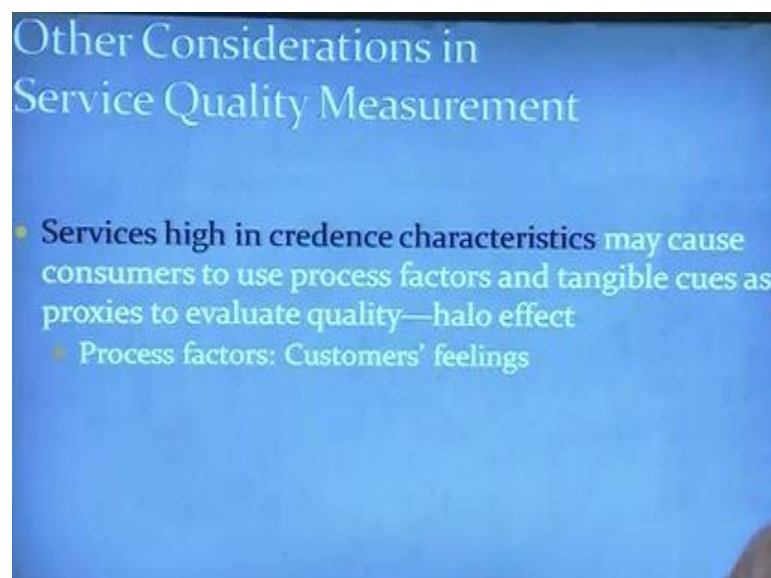 Other Considerations in
Service Quality Measurement
• Services high in credence characteristics may cause
consumers to use process factors and tangible cues as
proxies to evaluate quality—halo effect
Process factors: Customers’ feelings